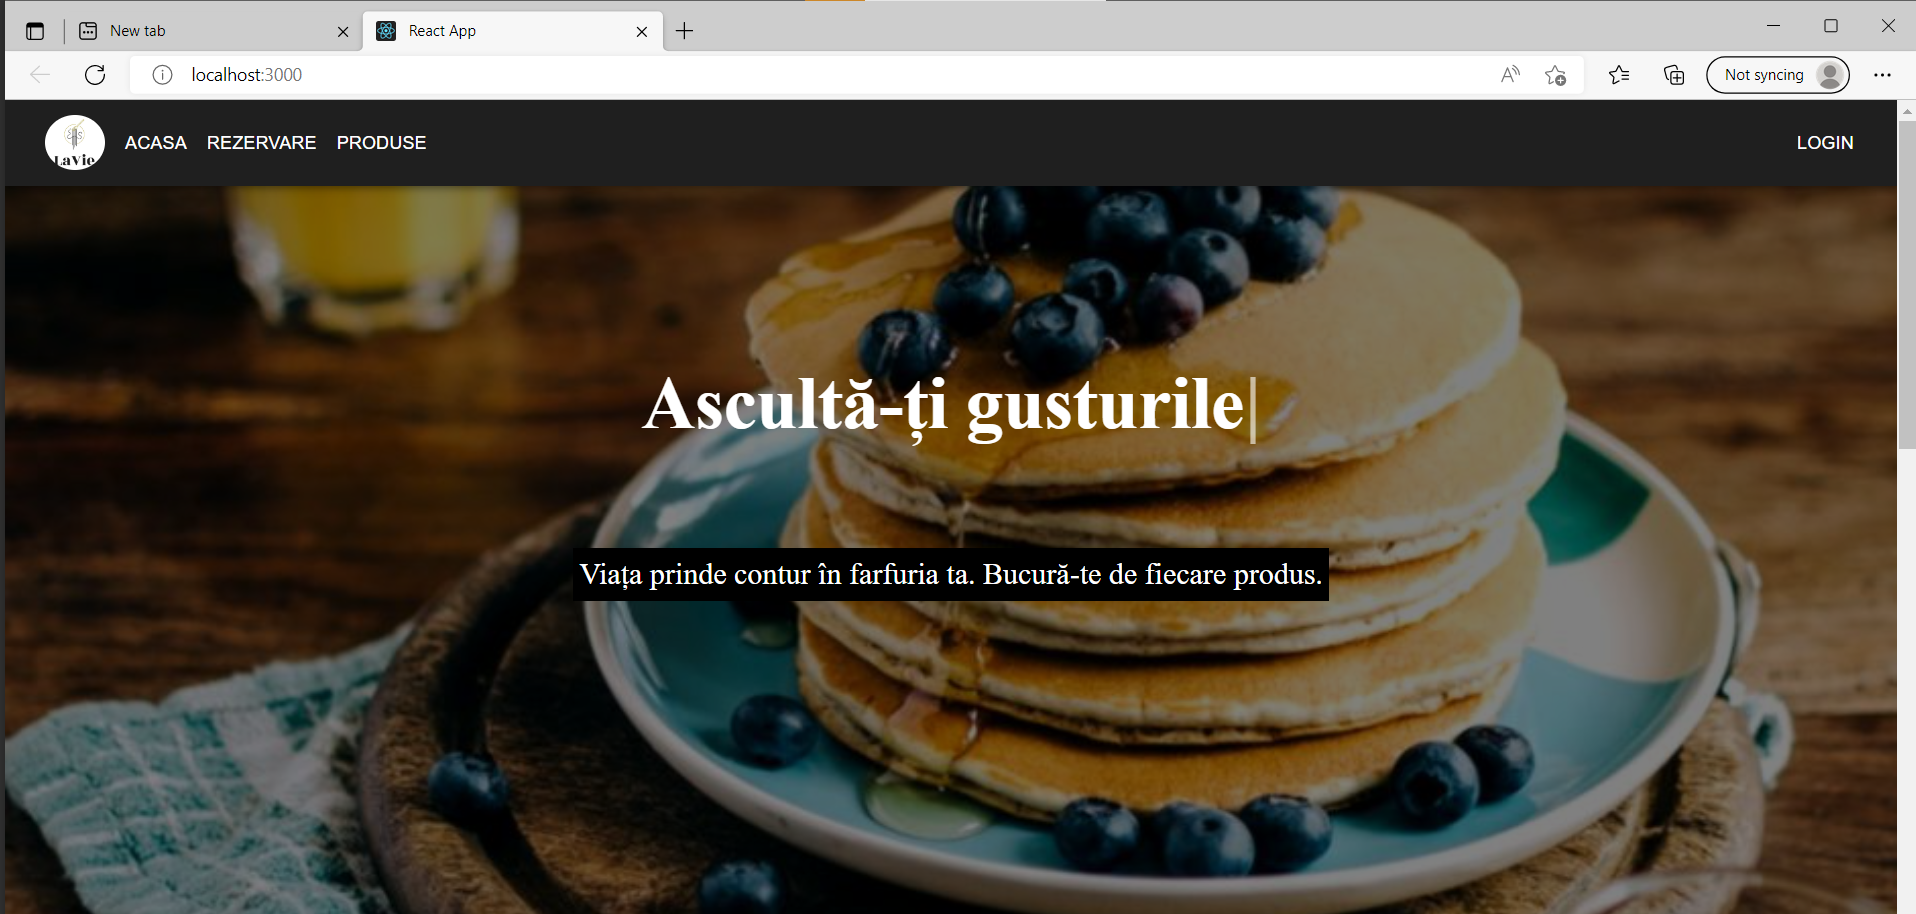 New tab
React App
localhost:3000
Not syncing
LaVie
ACASA
REZERVARE
PRODUSE
LOGIN
Ascultă-ți gusturile|
Viața prinde contur în farfuria ta. Bucură-te de fiecare produs.